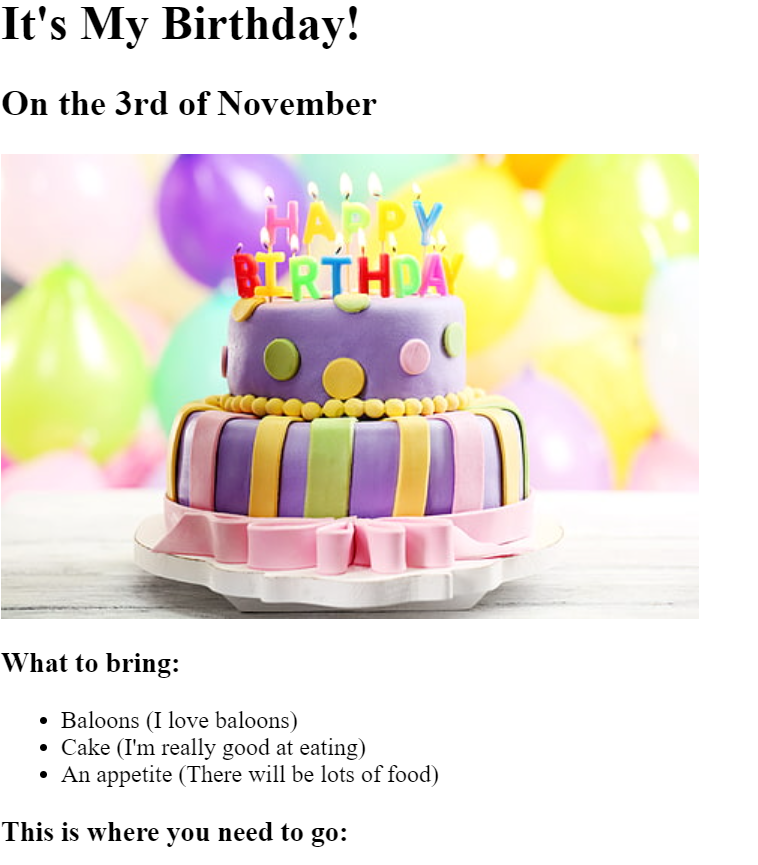 It's My Birthday!
On the 3rd of November
HAPPY
BIRTHDAY
What to bring:
Baloons (I love baloons)
Cake (I'm really good at eating)
An appetite (There will be lots of food)
This is where you need to go: